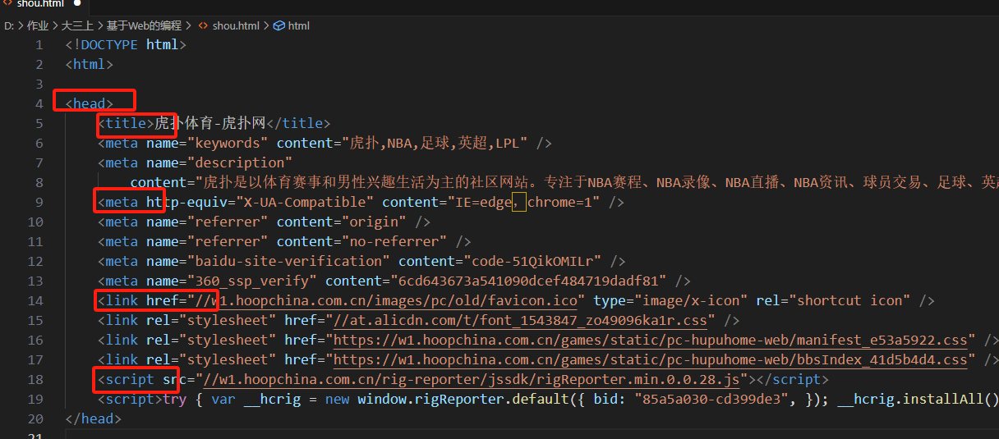 shou.html
D: > 作业 > 大三上 > 基于Web的编程 > shou.html > html
1 <!DOCTYPE html>
2 <html>
3
4 <head>
5 <title>虎扑体育-虎扑网</title>
6 <meta name="keywords" content="虎扑,NBA,足球,英超,LPL" />
7 <meta name="description"
8 content="虎扑是以体育赛事和男性兴趣生活为主的社区网站。专注于NBA赛程、NBA录像、NBA直播、NBA资讯、球员交易、足球、英超
9 <meta http-equiv="X-UA-Compatible" content="IE=edge，chrome=1" />
10 <meta name="referrer" content="origin" />
11 <meta name="referrer" content="no-referrer" />
12 <meta name="baidu-site-verification" content="code-51QikOMILr" />
13 <meta name="360_ssp_verify" content="6cd643673a541090dcef484719dadf81" />
14 <link href="//w1.hoopchina.com.cn/images/pc/old/favicon.ico" type="image/x-icon" rel="shortcut icon" />
15 <link rel="stylesheet" href="//at.alicdn.com/t/font_1543847_zo49096ka1r.css" />
16 <link rel="stylesheet" href="https://w1.hoopchina.com.cn/games/static/pc-hupuhome-web/manifest_e53a5922.css" />
17 <link rel="stylesheet" href="https://w1.hoopchina.com.cn/games/static/pc-hupuhome-web/bbsIndex_41d5b4d4.css" />
18 <script src="//w1.hoopchina.com.cn/rig-reporter/jssdk/rigReporter.min.0.0.28.js"></script>
19 <script>try { var __hcrig = new window.rigReporter.default({ bid: "85a5a030-cd399de3", }); __hcrig.installAll()
20 </head>
21